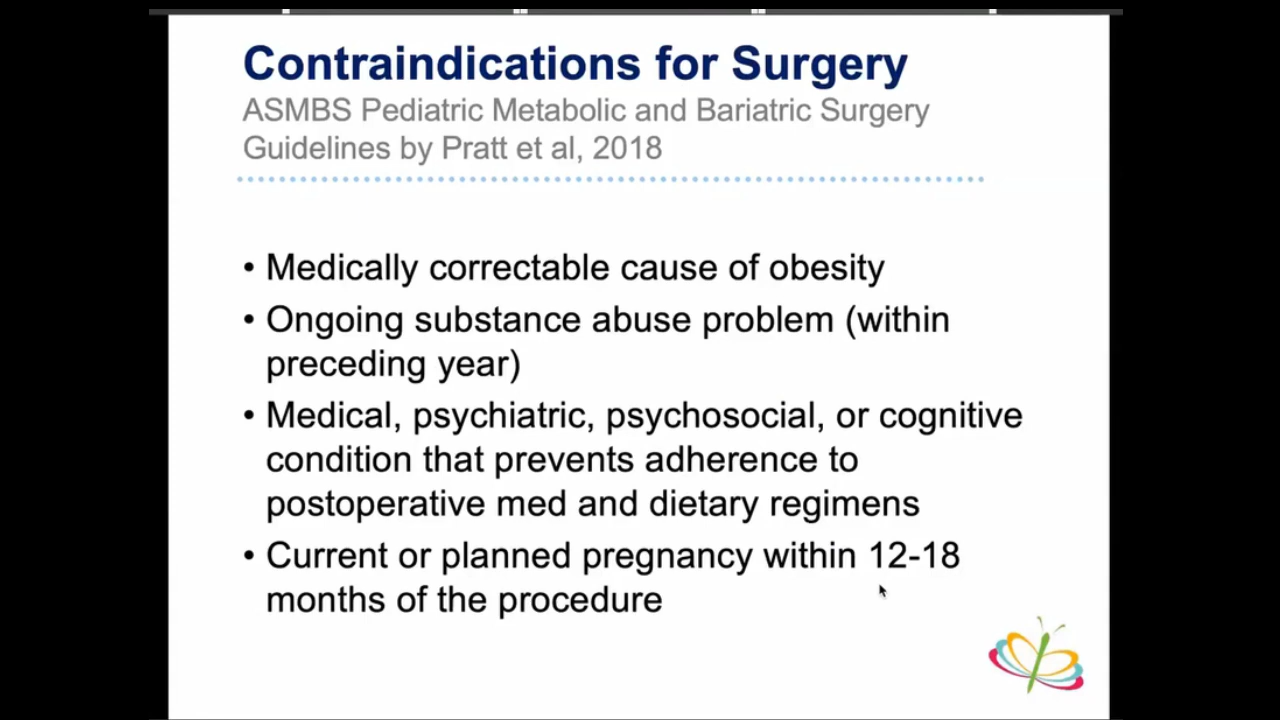 Contraindications for Surgery
ASMBS Pediatric Metabolic and Bariatric Surgery
Guidelines by Pratt et al, 2018
• Medically correctable cause of obesity
• Ongoing substance abuse problem (within
preceding year)
• Medical, psychiatric, psychosocial, or cognitive
condition that prevents adherence to
postoperative med and dietary regimens
• Current or planned pregnancy within 12-18
months of the procedure